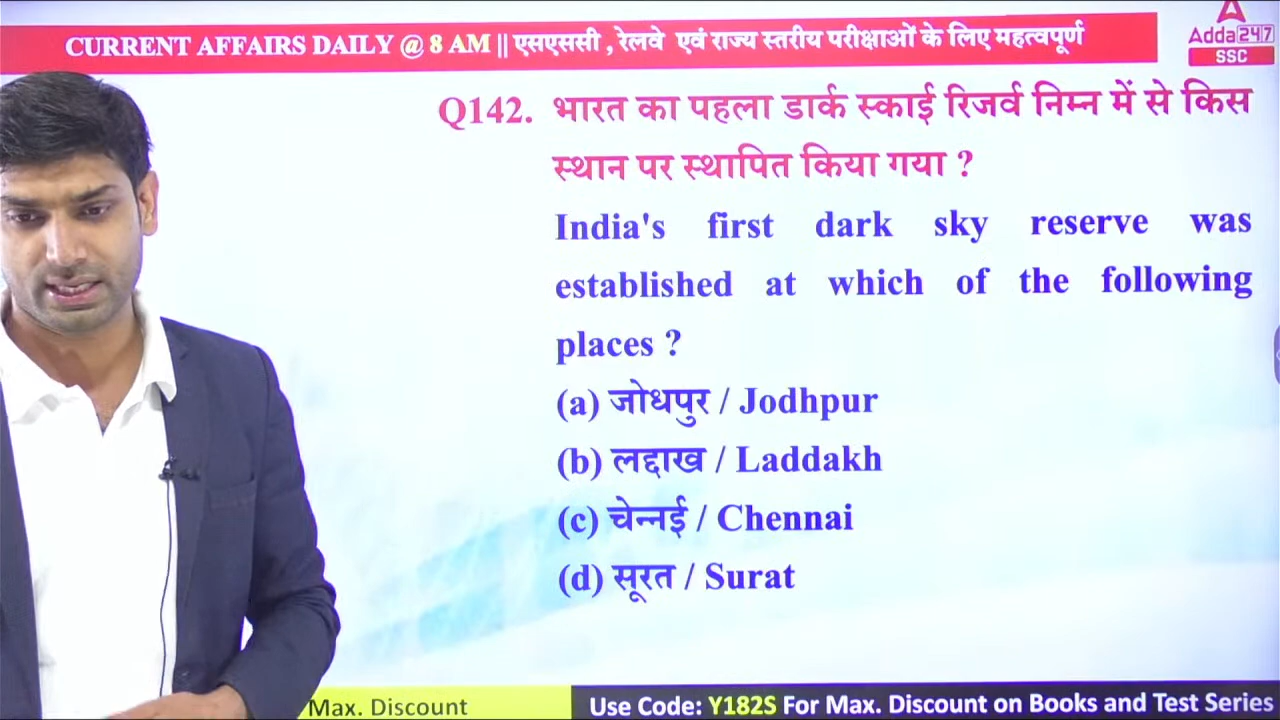 CURRENT AFFAIRS DAILY @ 8 AM || एसएससी , रेलवे एवं राज्य स्तरीय परीक्षाओं के लिए महत्वपूर्ण
Adda247
SSC
Q142. भारत का पहला डार्क स्काई रिजर्व निम्न में से किस
स्थान पर स्थापित किया गया ?
India's first dark sky reserve was
established at which of the following
places ?
(a) जोधपुर / Jodhpur
(b) लद्दाख / Laddakh
(c) चेन्नई / Chennai
(d) सूरत / Surat
Max. Discount
Use Code: Y182S For Max. Discount on Books and Test Series